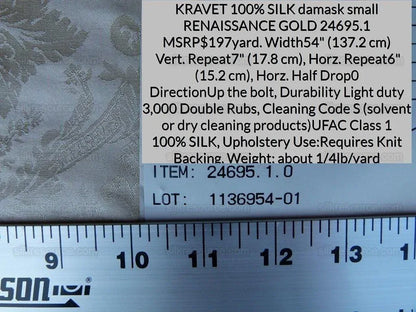 KRAVET 100% SILK damask small
RENAISSANCE GOLD 24695.1
MSRP$197yard. Width54" (137.2 cm)
Vert. Repeat7" (17.8 cm), Horz. Repeat6"
(15.2 cm), Horz. Half Drop0
DirectionUp the bolt, Durability Light duty
3,000 Double Rubs, Cleaning Code S (solvent
or dry cleaning products)UFAC Class 1
100% SILK, Upholstery Use:Requires Knit
Backing. Weight: about 1/4lb/yard
ITEM: 24695.1.0
LOT: 1136954-01
9 10 11 12 13
SON